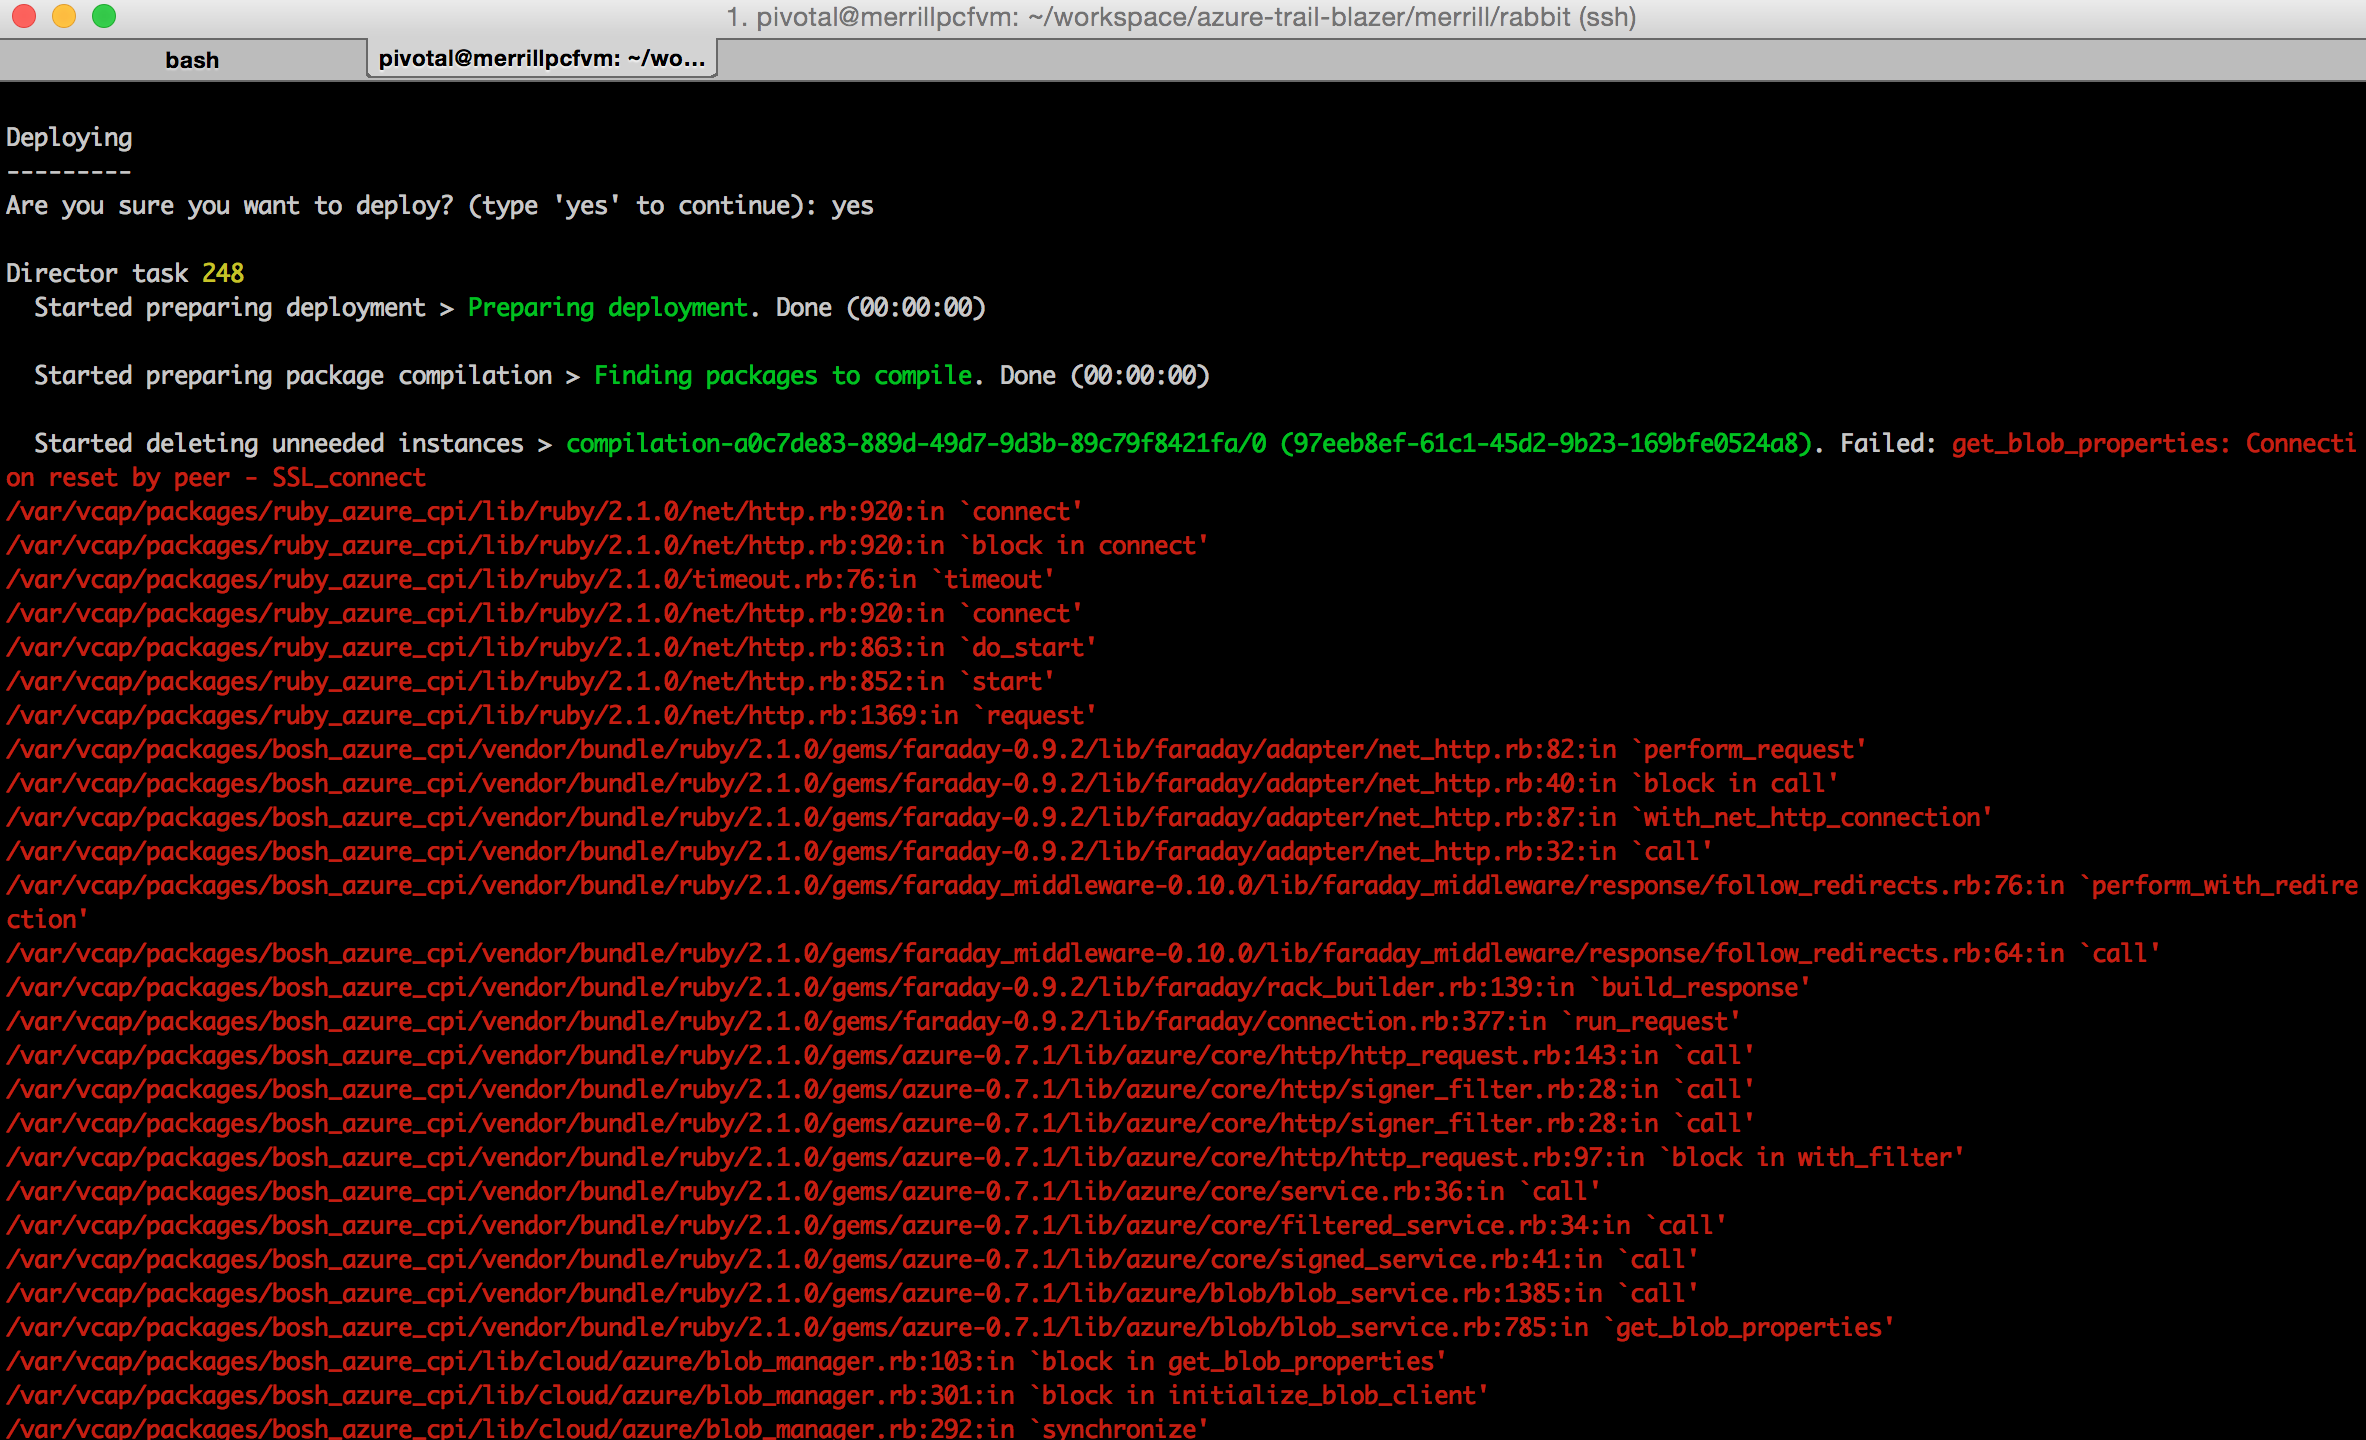 1. pivotal@merrillpcfvm: ~/workspace/azure-trail-blazer/merrill/rabbit (ssh)
bash
pivotal@merrillpcfvm: ~/wo...
Deploying
---------
Are you sure you want to deploy? (type 'yes' to continue): yes
Director task 248
Started preparing deployment > Preparing deployment. Done (00:00:00)
Started preparing package compilation > Finding packages to compile. Done (00:00:00)
Started deleting unneeded instances > compilation-a0c7de83-889d-49d7-9d3b-89c79f8421fa/0 (97eeb8ef-61c1-45d2-9b23-169bfe0524a8). Failed: get_blob_properties: Connecti
on reset by peer - SSL_connect
/var/vcap/packages/ruby_azure_cpi/lib/ruby/2.1.0/net/http.rb:920:in `connect'
/var/vcap/packages/ruby_azure_cpi/lib/ruby/2.1.0/net/http.rb:920:in `block in connect'
/var/vcap/packages/ruby_azure_cpi/lib/ruby/2.1.0/timeout.rb:76:in `timeout'
/var/vcap/packages/ruby_azure_cpi/lib/ruby/2.1.0/net/http.rb:920:in `connect'
/var/vcap/packages/ruby_azure_cpi/lib/ruby/2.1.0/net/http.rb:863:in `do_start'
/var/vcap/packages/ruby_azure_cpi/lib/ruby/2.1.0/net/http.rb:852:in `start'
/var/vcap/packages/ruby_azure_cpi/lib/ruby/2.1.0/net/http.rb:1369:in `request'
/var/vcap/packages/bosh_azure_cpi/vendor/bundle/ruby/2.1.0/gems/faraday-0.9.2/lib/faraday/adapter/net_http.rb:82:in `perform_request'
/var/vcap/packages/bosh_azure_cpi/vendor/bundle/ruby/2.1.0/gems/faraday-0.9.2/lib/faraday/adapter/net_http.rb:40:in `block in call'
/var/vcap/packages/bosh_azure_cpi/vendor/bundle/ruby/2.1.0/gems/faraday-0.9.2/lib/faraday/adapter/net_http.rb:87:in `with_net_http_connection'
/var/vcap/packages/bosh_azure_cpi/vendor/bundle/ruby/2.1.0/gems/faraday-0.9.2/lib/faraday/adapter/net_http.rb:32:in `call'
/var/vcap/packages/bosh_azure_cpi/vendor/bundle/ruby/2.1.0/gems/faraday_middleware-0.10.0/lib/faraday_middleware/response/follow_redirects.rb:76:in `perform_with_redire
ction'
/var/vcap/packages/bosh_azure_cpi/vendor/bundle/ruby/2.1.0/gems/faraday_middleware-0.10.0/lib/faraday_middleware/response/follow_redirects.rb:64:in `call'
/var/vcap/packages/bosh_azure_cpi/vendor/bundle/ruby/2.1.0/gems/faraday-0.9.2/lib/faraday/rack_builder.rb:139:in `build_response'
/var/vcap/packages/bosh_azure_cpi/vendor/bundle/ruby/2.1.0/gems/faraday-0.9.2/lib/faraday/connection.rb:377:in `run_request'
/var/vcap/packages/bosh_azure_cpi/vendor/bundle/ruby/2.1.0/gems/azure-0.7.1/lib/azure/core/http/http_request.rb:143:in `call'
/var/vcap/packages/bosh_azure_cpi/vendor/bundle/ruby/2.1.0/gems/azure-0.7.1/lib/azure/core/http/signer_filter.rb:28:in `call'
/var/vcap/packages/bosh_azure_cpi/vendor/bundle/ruby/2.1.0/gems/azure-0.7.1/lib/azure/core/http/signer_filter.rb:28:in `call'
/var/vcap/packages/bosh_azure_cpi/vendor/bundle/ruby/2.1.0/gems/azure-0.7.1/lib/azure/core/http/http_request.rb:97:in `block in with_filter'
/var/vcap/packages/bosh_azure_cpi/vendor/bundle/ruby/2.1.0/gems/azure-0.7.1/lib/azure/core/service.rb:36:in `call'
/var/vcap/packages/bosh_azure_cpi/vendor/bundle/ruby/2.1.0/gems/azure-0.7.1/lib/azure/core/filtered_service.rb:34:in `call'
/var/vcap/packages/bosh_azure_cpi/vendor/bundle/ruby/2.1.0/gems/azure-0.7.1/lib/azure/core/signed_service.rb:41:in `call'
/var/vcap/packages/bosh_azure_cpi/vendor/bundle/ruby/2.1.0/gems/azure-0.7.1/lib/azure/blob/blob_service.rb:1385:in `call'
/var/vcap/packages/bosh_azure_cpi/vendor/bundle/ruby/2.1.0/gems/azure-0.7.1/lib/azure/blob/blob_service.rb:785:in `get_blob_properties'
/var/vcap/packages/bosh_azure_cpi/lib/cloud/azure/blob_manager.rb:103:in `block in get_blob_properties'
/var/vcap/packages/bosh_azure_cpi/lib/cloud/azure/blob_manager.rb:301:in `block in initialize_blob_client'
/var/vcap/packages/bosh_azure_cpi/lib/cloud/azure/blob_manager.rb:292:in `synchronize'